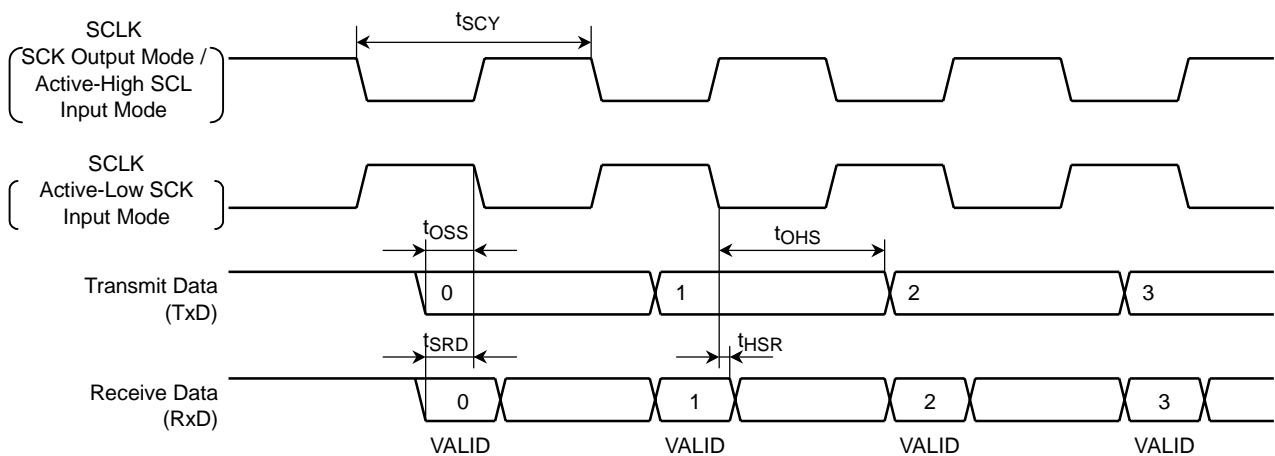 SCLK
SCK Output Mode /
Active-High SCL
Input Mode
tSCY
SCLK
Active-Low SCK
Input Mode
tOSS
tOHS
Transmit Data
(TxD)
0
1
2
3
tSRD
tHSR
Receive Data
(RxD)
0
1
2
3
VALID
VALID
VALID
VALID